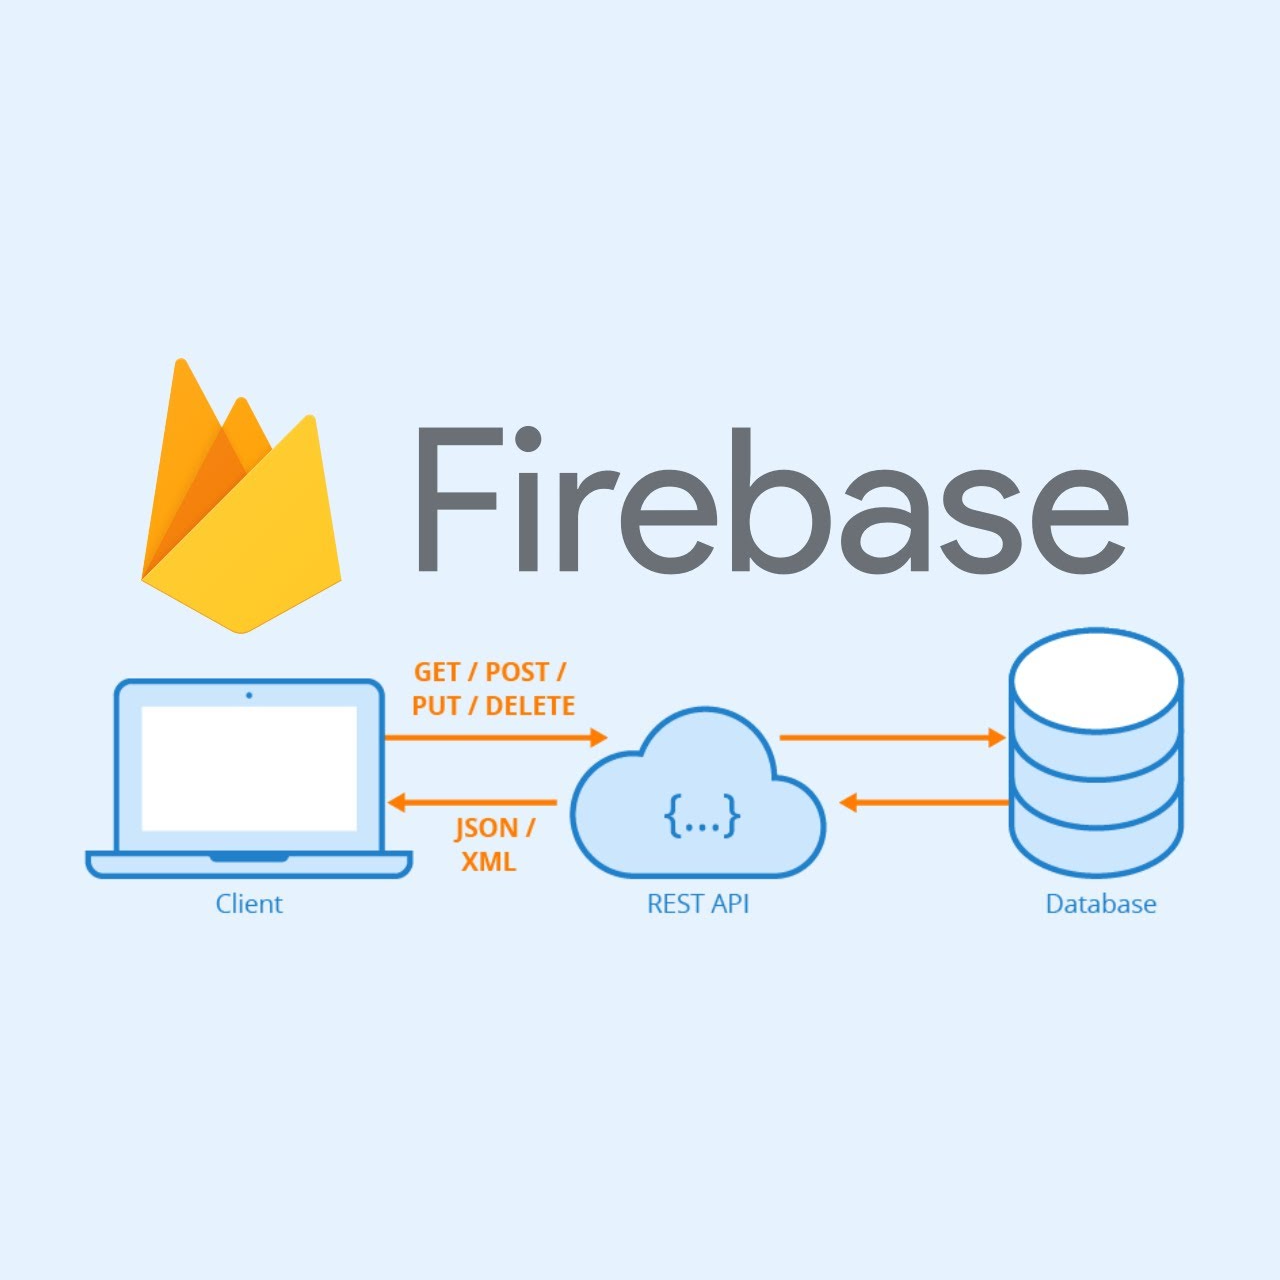 Firebase
GET / POST /
PUT / DELETE
{...}
JSON /
XML
Client
REST API
Database